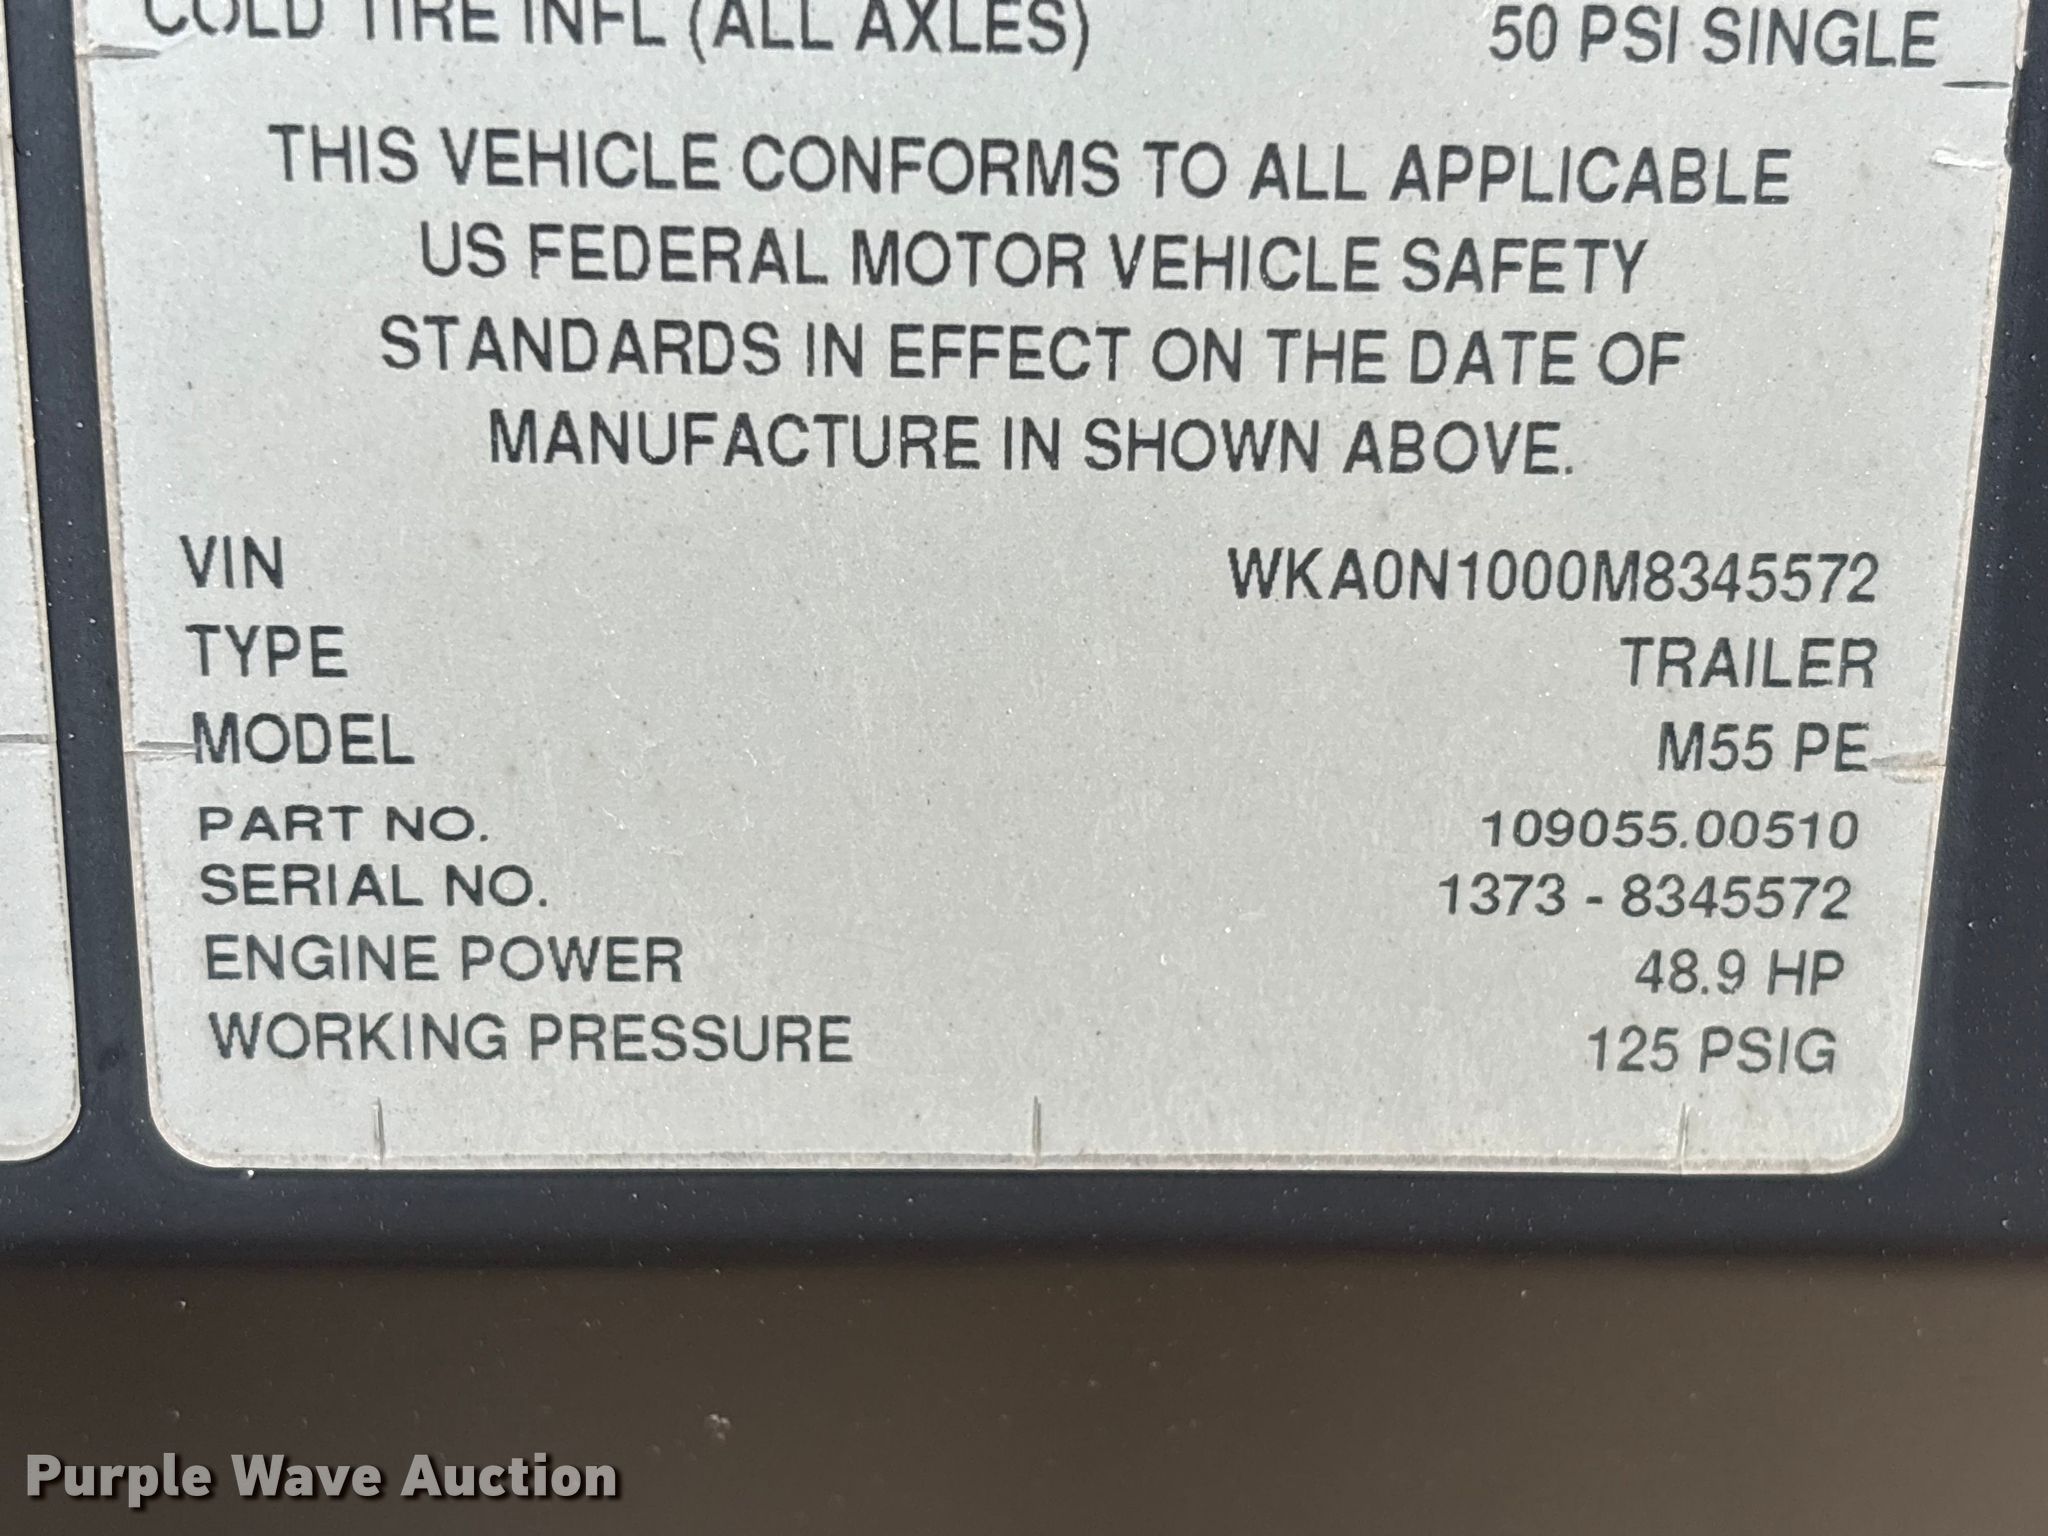 COLD TIRE INFL (ALL AXLES) 50 PSI SINGLE
THIS VEHICLE CONFORMS TO ALL APPLICABLE
US FEDERAL MOTOR VEHICLE SAFETY
STANDARDS IN EFFECT ON THE DATE OF
MANUFACTURE IN SHOWN ABOVE.
VIN WKA0N1000M8345572
TYPE TRAILER
MODEL M55 PE
PART NO. 109055.00510
SERIAL NO. 1373 - 8345572
ENGINE POWER 48.9 HP
WORKING PRESSURE 125 PSIG
Purple Wave Auction